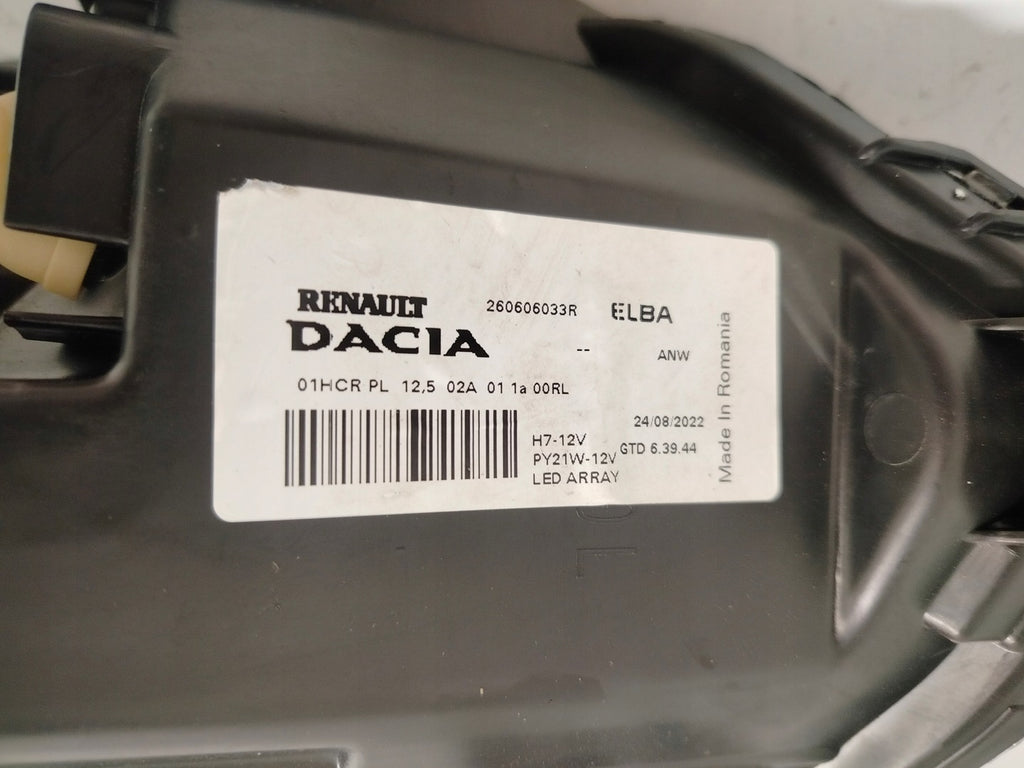 RENAULT 260606033R ELBA
DACIA -- ANW
01HCR PL 12,5 02A 01 1a 00RL
24/08/2022
H7-12V
PY21W-12V GTD 6.39.44
LED ARRAY
Made In Romania